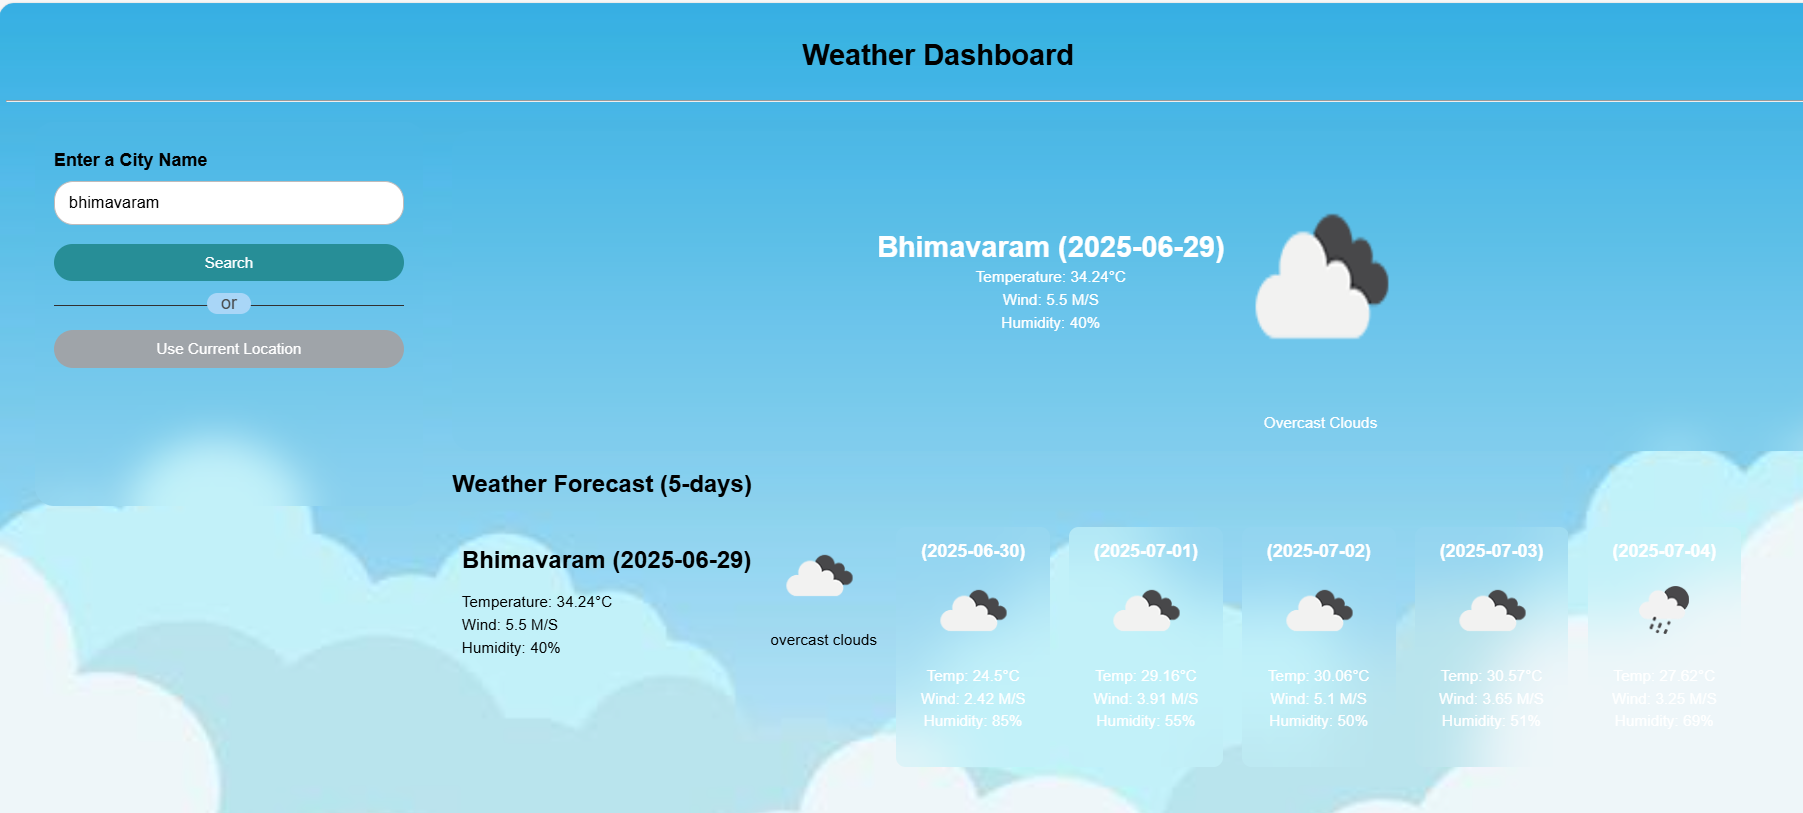 Weather Dashboard
Enter a City Name
bhimavaram
Search
or
Use Current Location
Bhimavaram (2025-06-29)
Temperature: 34.24°C
Wind: 5.5 M/S
Humidity: 40%
Overcast Clouds
Weather Forecast (5-days)
Bhimavaram (2025-06-29)
Temperature: 34.24°C
Wind: 5.5 M/S
Humidity: 40%
overcast clouds
(2025-06-30)
Temp: 24.5°C
Wind: 2.42 M/S
Humidity: 85%
(2025-07-01)
Temp: 29.16°C
Wind: 3.91 M/S
Humidity: 55%
(2025-07-02)
Temp: 30.06°C
Wind: 5.1 M/S
Humidity: 50%
(2025-07-03)
Temp: 30.57°C
Wind: 3.65 M/S
Humidity: 51%
(2025-07-04)
Temp: 27.62°C
Wind: 3.25 M/S
Humidity: 69%